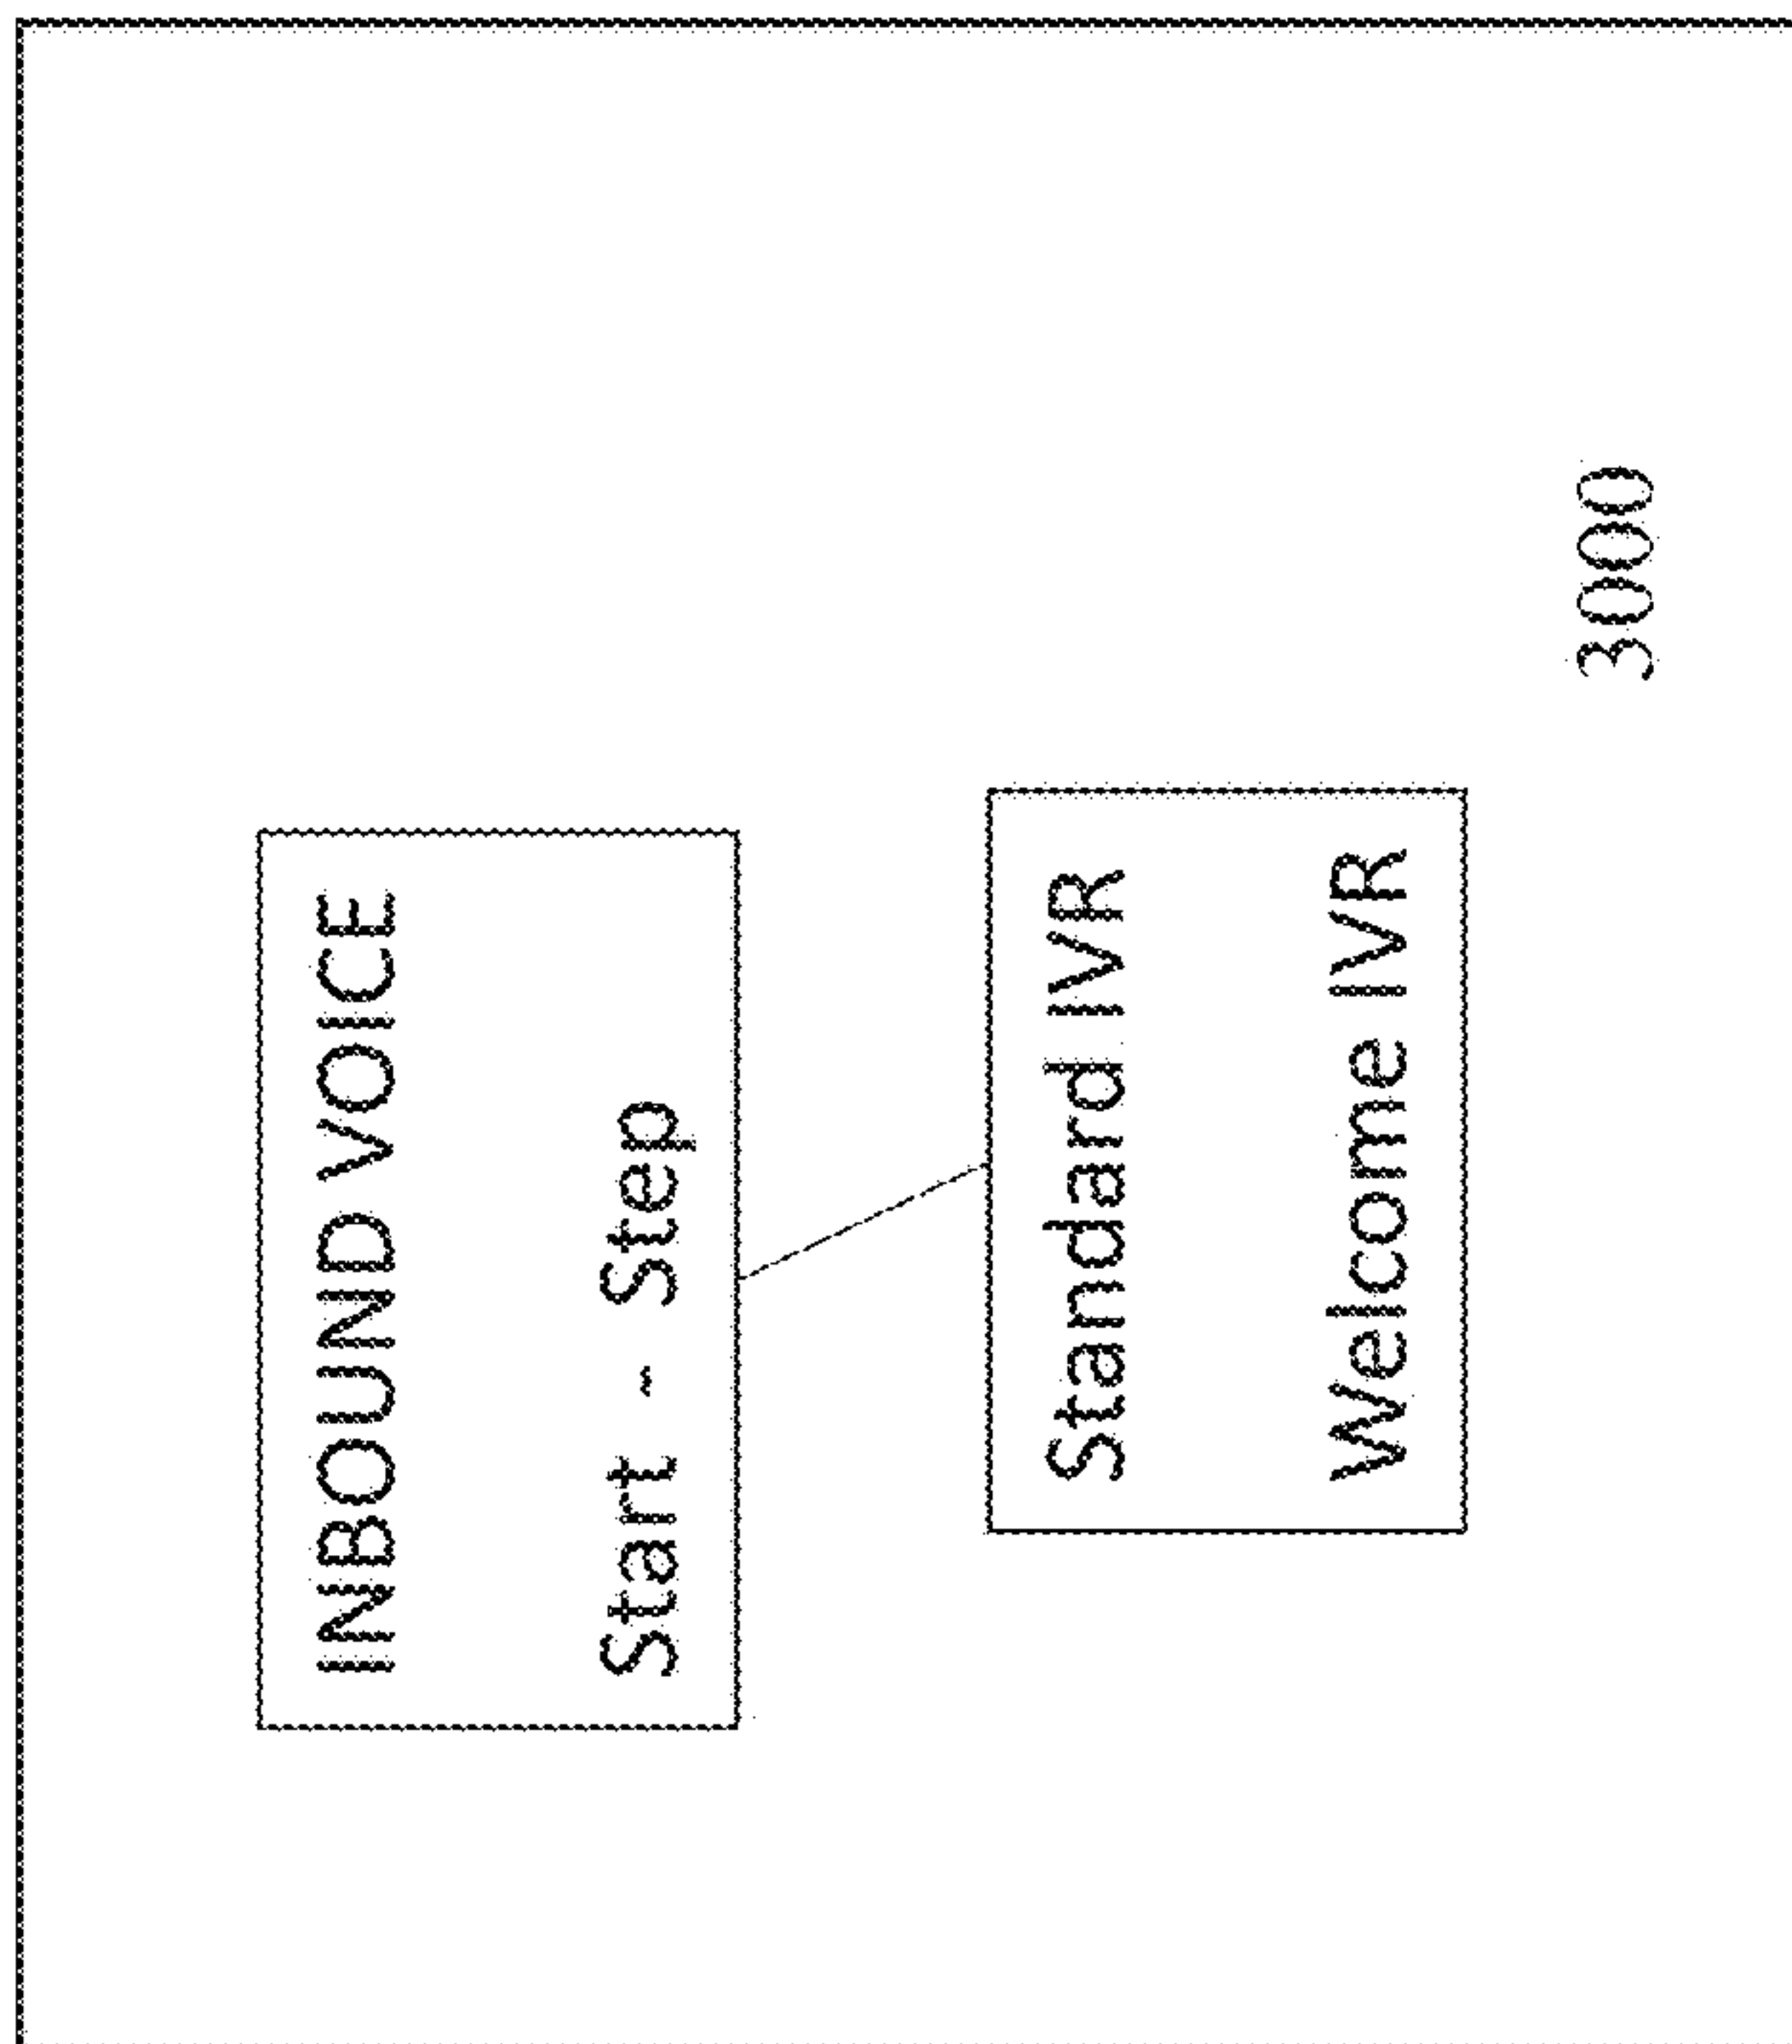 INBOUND VOICE
Start - Step
Standard IVR
Welcome IVR
3000